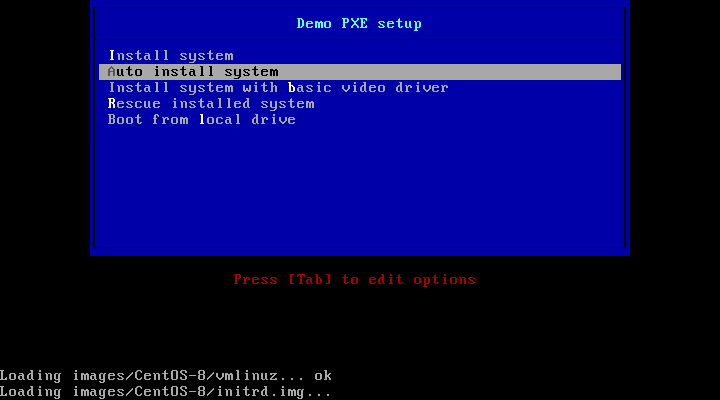 Demo PXE setup
Install system
Auto install system
Install system with basic video driver
Rescue installed system
Boot from local drive
Press [Tab] to edit options
Loading images/CentOS-8/vmlinuz... ok
Loading images/CentOS-8/initrd.img...